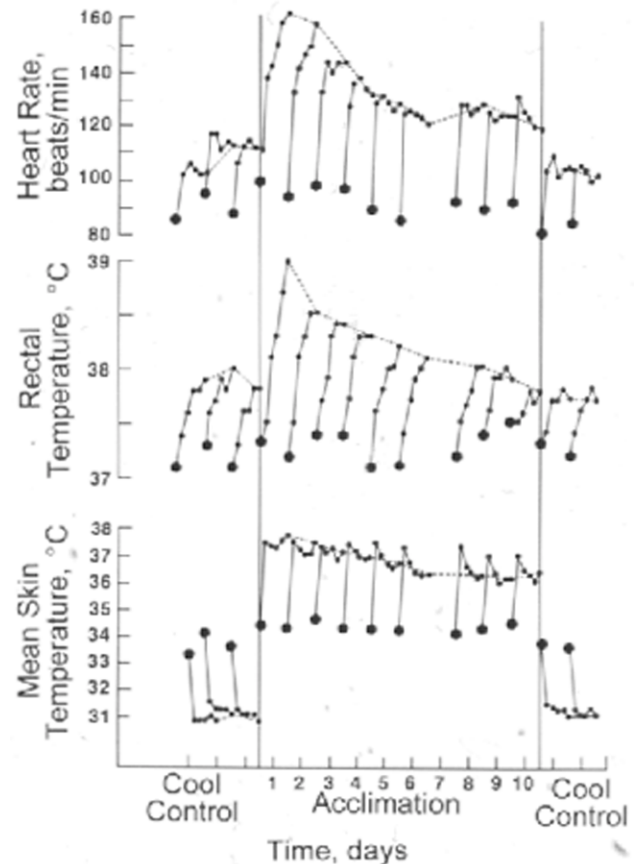 Heart Rate,
beats/min
160
140
120
100
80
Rectal
Temperature, °C
39
38
37
Mean Skin
Temperature, °C
38
37
36
35
34
33
32
31
Cool
Control
1 2 3 4 5 6 7 8 9 10
Acclimation
Cool
Control
Time, days